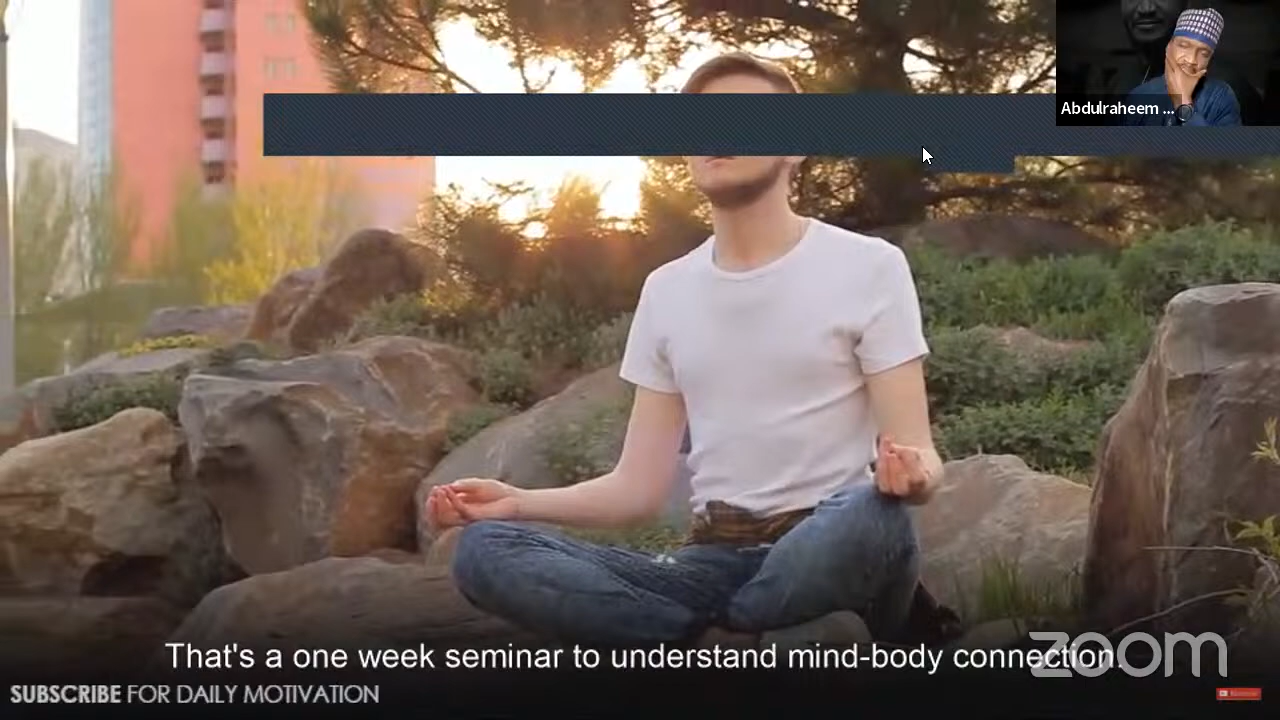 Abdulraheem ...
That's a one week seminar to understand mind-body connection.
zoom
SUBSCRIBE FOR DAILY MOTIVATION